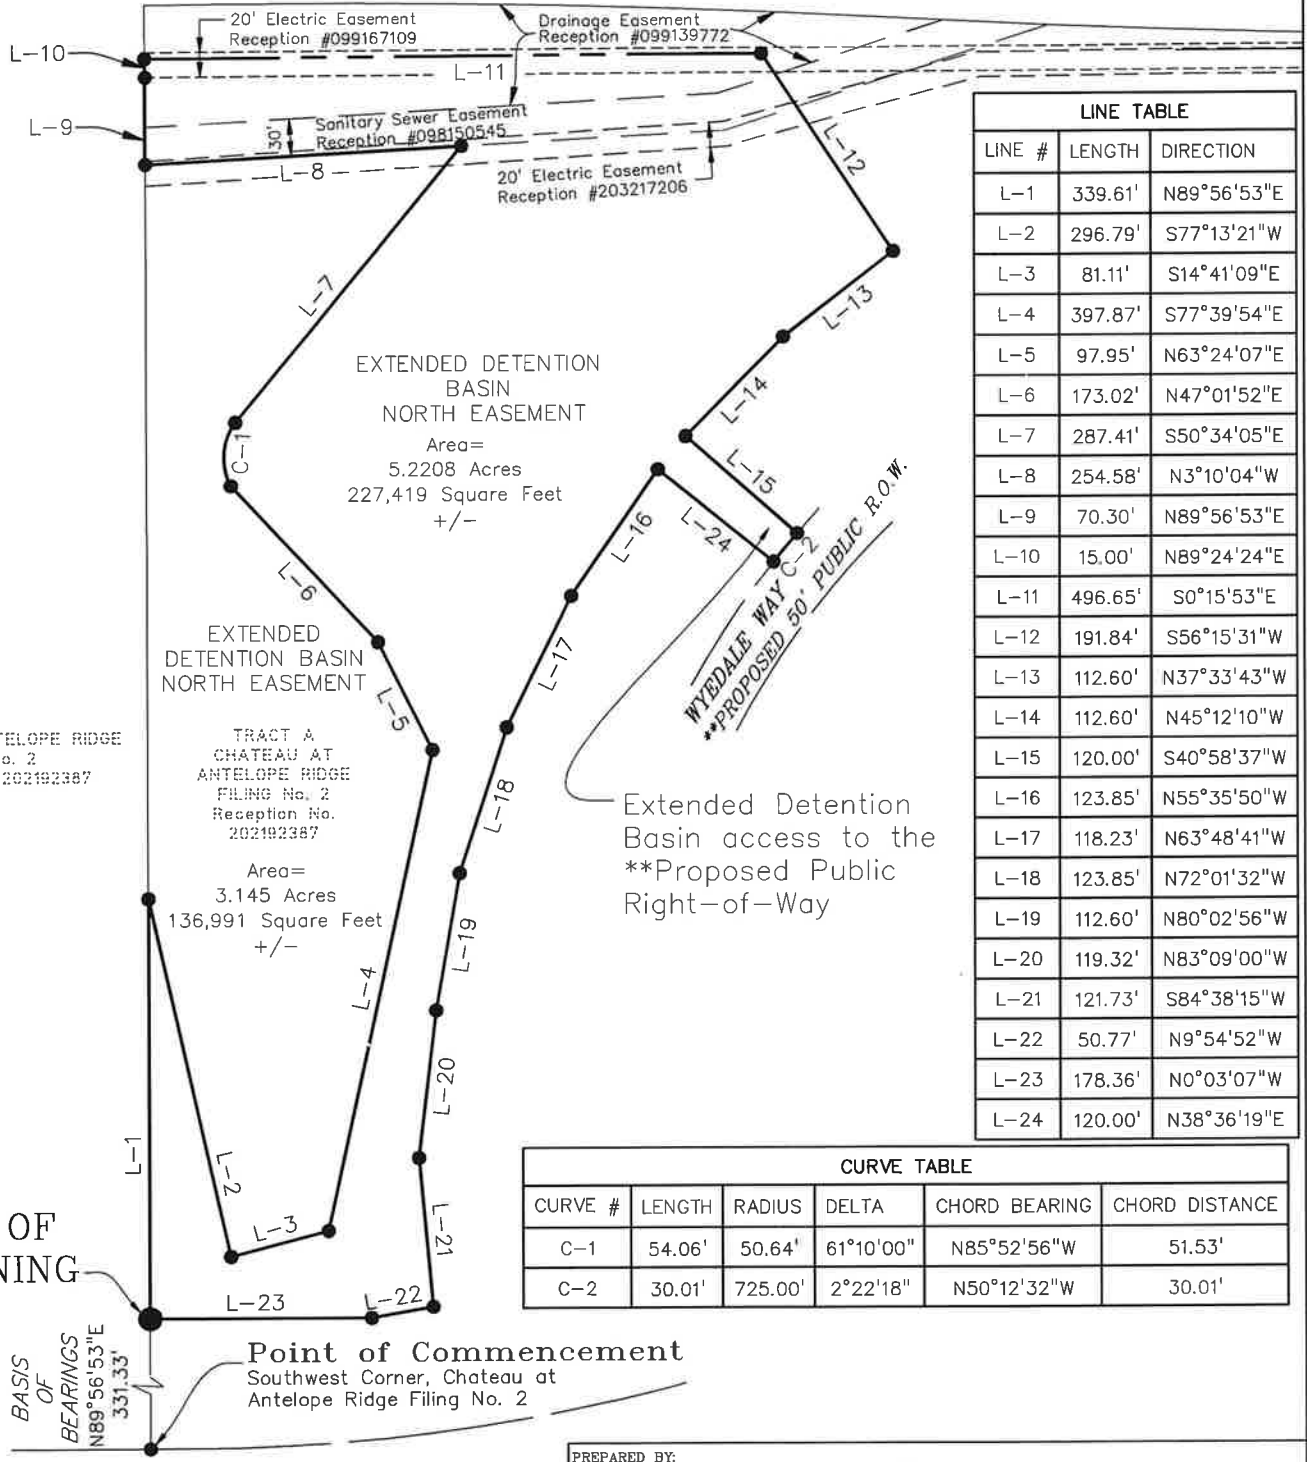 20' Electric Easement
Reception #099167109
Drainage Easement
Reception #099139772
L-10
L-11
L-9
30'
Sanitary Sewer Easement
Reception #098150545
L-8
20' Electric Easement
Reception #203217206
L-12
L-7
L-13
EXTENDED DETENTION
BASIN
NORTH EASEMENT
Area=
5.2208 Acres
227,419 Square Feet
+/-
L-14
C-1
L-15
L-16
L-24
C-2
WYEDALE WAY
**PROPOSED 50' PUBLIC R.O.W.
L-6
EXTENDED
DETENTION BASIN
NORTH EASEMENT
L-17
L-5
TELOPE RIDGE
o. 2
202192387
TRACT A
CHATEAU AT
ANTELOPE RIDGE
FILING No. 2
Reception No.
202192387
Area=
3.145 Acres
136,991 Square Feet
+/-
L-18
Extended Detention
Basin access to the
**Proposed Public
Right-of-Way
L-19
L-4
L-20
L-1
L-2
L-3
L-21
OF
NING
L-23
L-22
BASIS
OF
BEARINGS
N89°56'53"E
331.33'
Point of Commencement
Southwest Corner, Chateau at
Antelope Ridge Filing No. 2
LINE TABLE
LINE # LENGTH DIRECTION
L-1 339.61' N89°56'53"E
L-2 296.79' S77°13'21"W
L-3 81.11' S14°41'09"E
L-4 397.87' S77°39'54"E
L-5 97.95' N63°24'07"E
L-6 173.02' N47°01'52"E
L-7 287.41' S50°34'05"E
L-8 254.58' N3°10'04"W
L-9 70.30' N89°56'53"E
L-10 15.00' N89°24'24"E
L-11 496.65' S0°15'53"E
L-12 191.84' S56°15'31"W
L-13 112.60' N37°33'43"W
L-14 112.60' N45°12'10"W
L-15 120.00' S40°58'37"W
L-16 123.85' N55°35'50"W
L-17 118.23' N63°48'41"W
L-18 123.85' N72°01'32"W
L-19 112.60' N80°02'56"W
L-20 119.32' N83°09'00"W
L-21 121.73' S84°38'15"W
L-22 50.77' N9°54'52"W
L-23 178.36' N0°03'07"W
L-24 120.00' N38°36'19"E
CURVE TABLE
CURVE # LENGTH RADIUS DELTA CHORD BEARING CHORD DISTANCE
C-1 54.06' 50.64' 61°10'00" N85°52'56"W 51.53'
C-2 30.01' 725.00' 2°22'18" N50°12'32"W 30.01'
PREPARED BY: